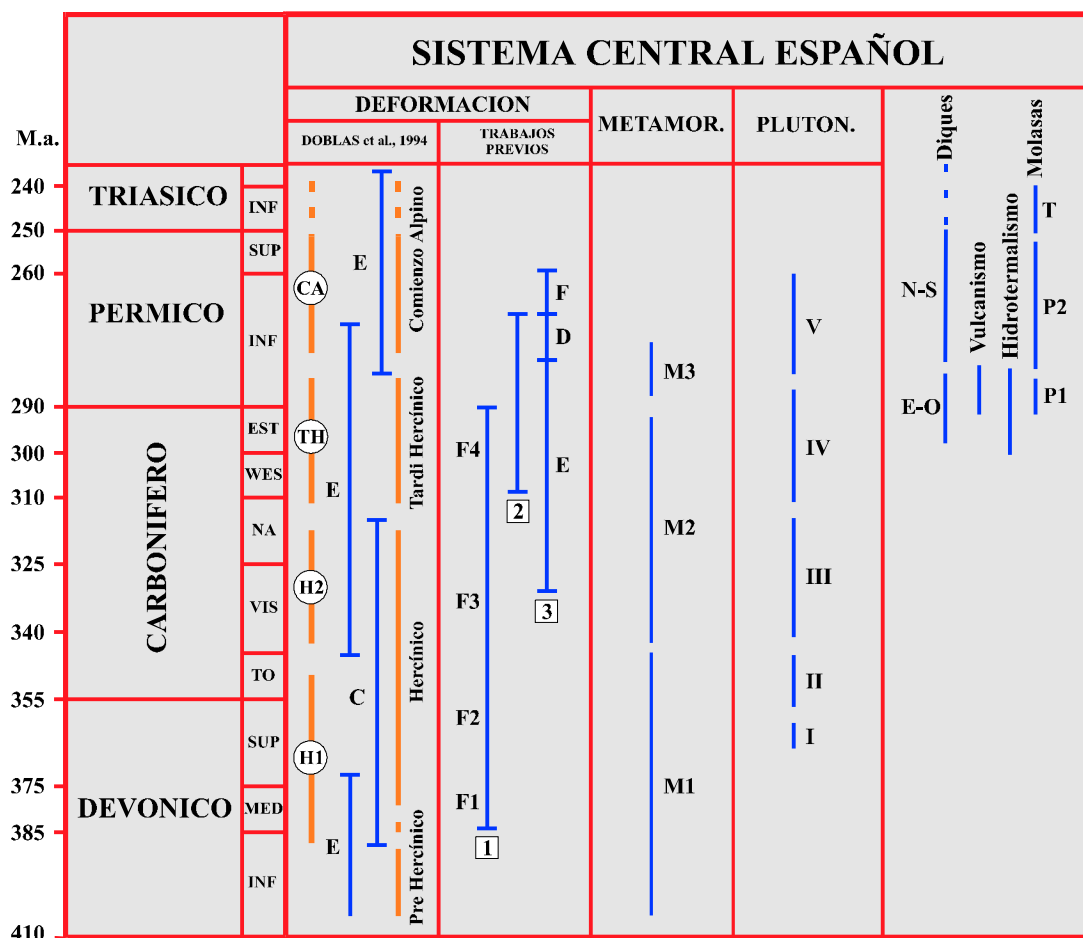 SISTEMA CENTRAL ESPAÑOL
DEFORMACION
METAMOR.
PLUTON.
Diques
Vulcanismo
Hidrotermalismo
Molasas
M.a.
DOBLAS et al., 1994
TRABAJOS
PREVIOS
240
250
260
290
300
310
325
340
355
375
385
410
TRIASICO
INF
PERMICO
SUP
INF
CARBONIFERO
EST
WES
NA
VIS
TO
DEVONICO
SUP
MED
INF
CA
TH
H2
H1
E
E
C
E
Comienzo Alpino
Tardi Hercínico
Hercínico
Pre Hercínico
F4
F3
F2
F1
1
2
F
D
E
3
M3
M2
M1
V
IV
III
II
I
N-S
E-O
T
P2
P1